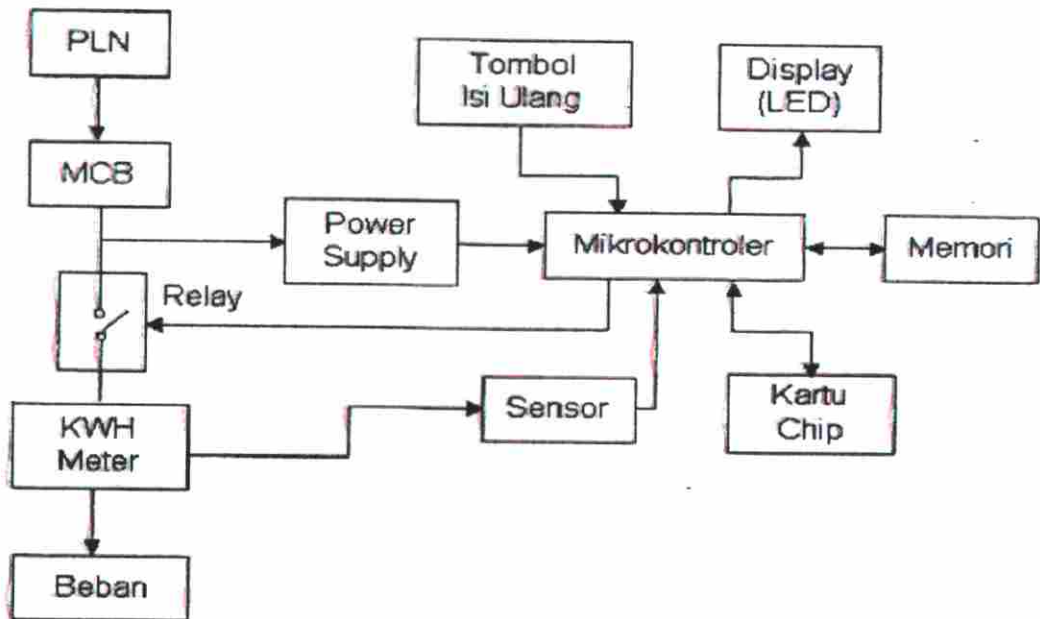 PLN
Tombol
Isi Ulang
Display
(LED)
MCB
Power
Supply
Mikrokontroler
Memori
Relay
Sensor
Kartu
Chip
KWH
Meter
Beban